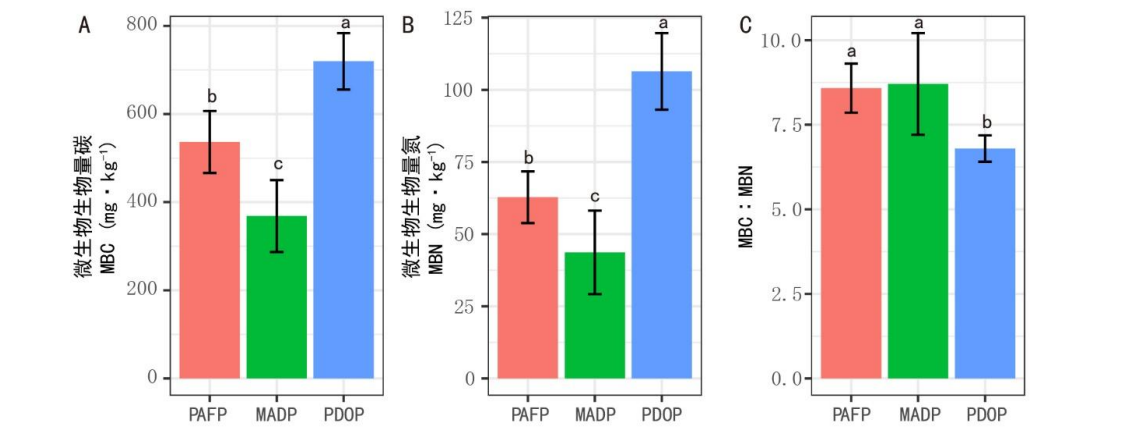 A
微生物生物量碳
MBC (mg·kg⁻¹)
800
600
400
200
0
b
c
a
PAFP MADP PDOP
B
微生物生物量氮
MBN (mg·kg⁻¹)
125
100
75
50
25
0
b
c
a
PAFP MADP PDOP
C
MBC：MBN
10.0
7.5
5.0
2.5
0.0
a
a
b
PAFP MADP PDOP